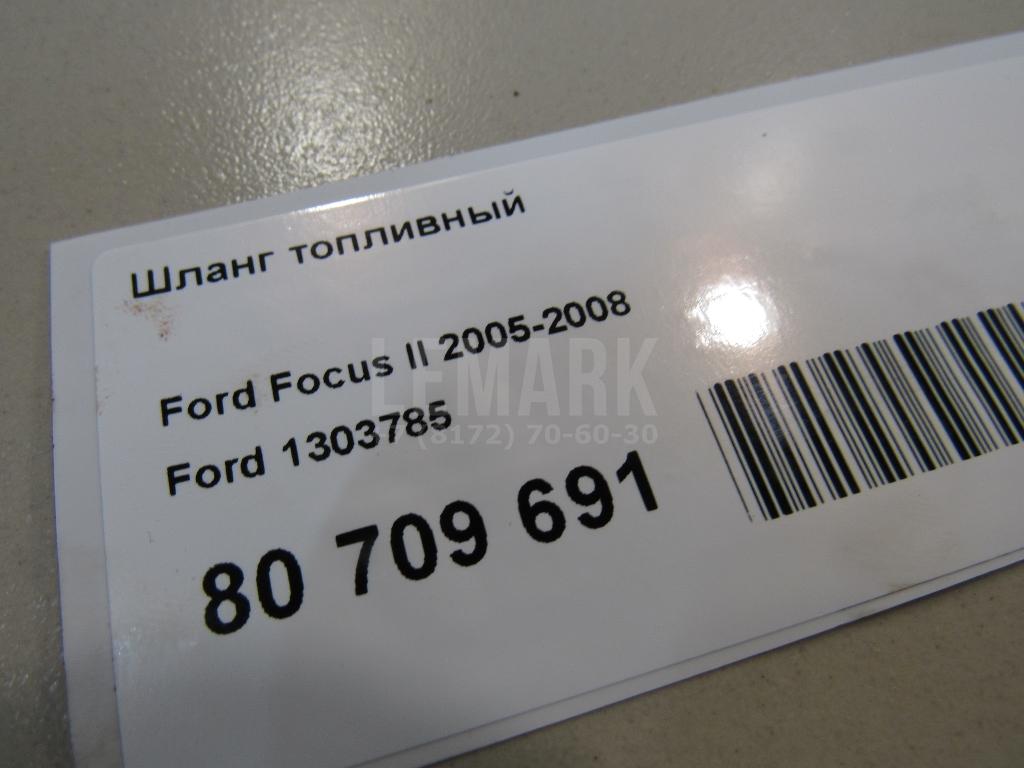 Шланг топливный
Ford Focus II 2005-2008
LEMARK
Ford 1303785
(8172) 70-60-30
80 709 691